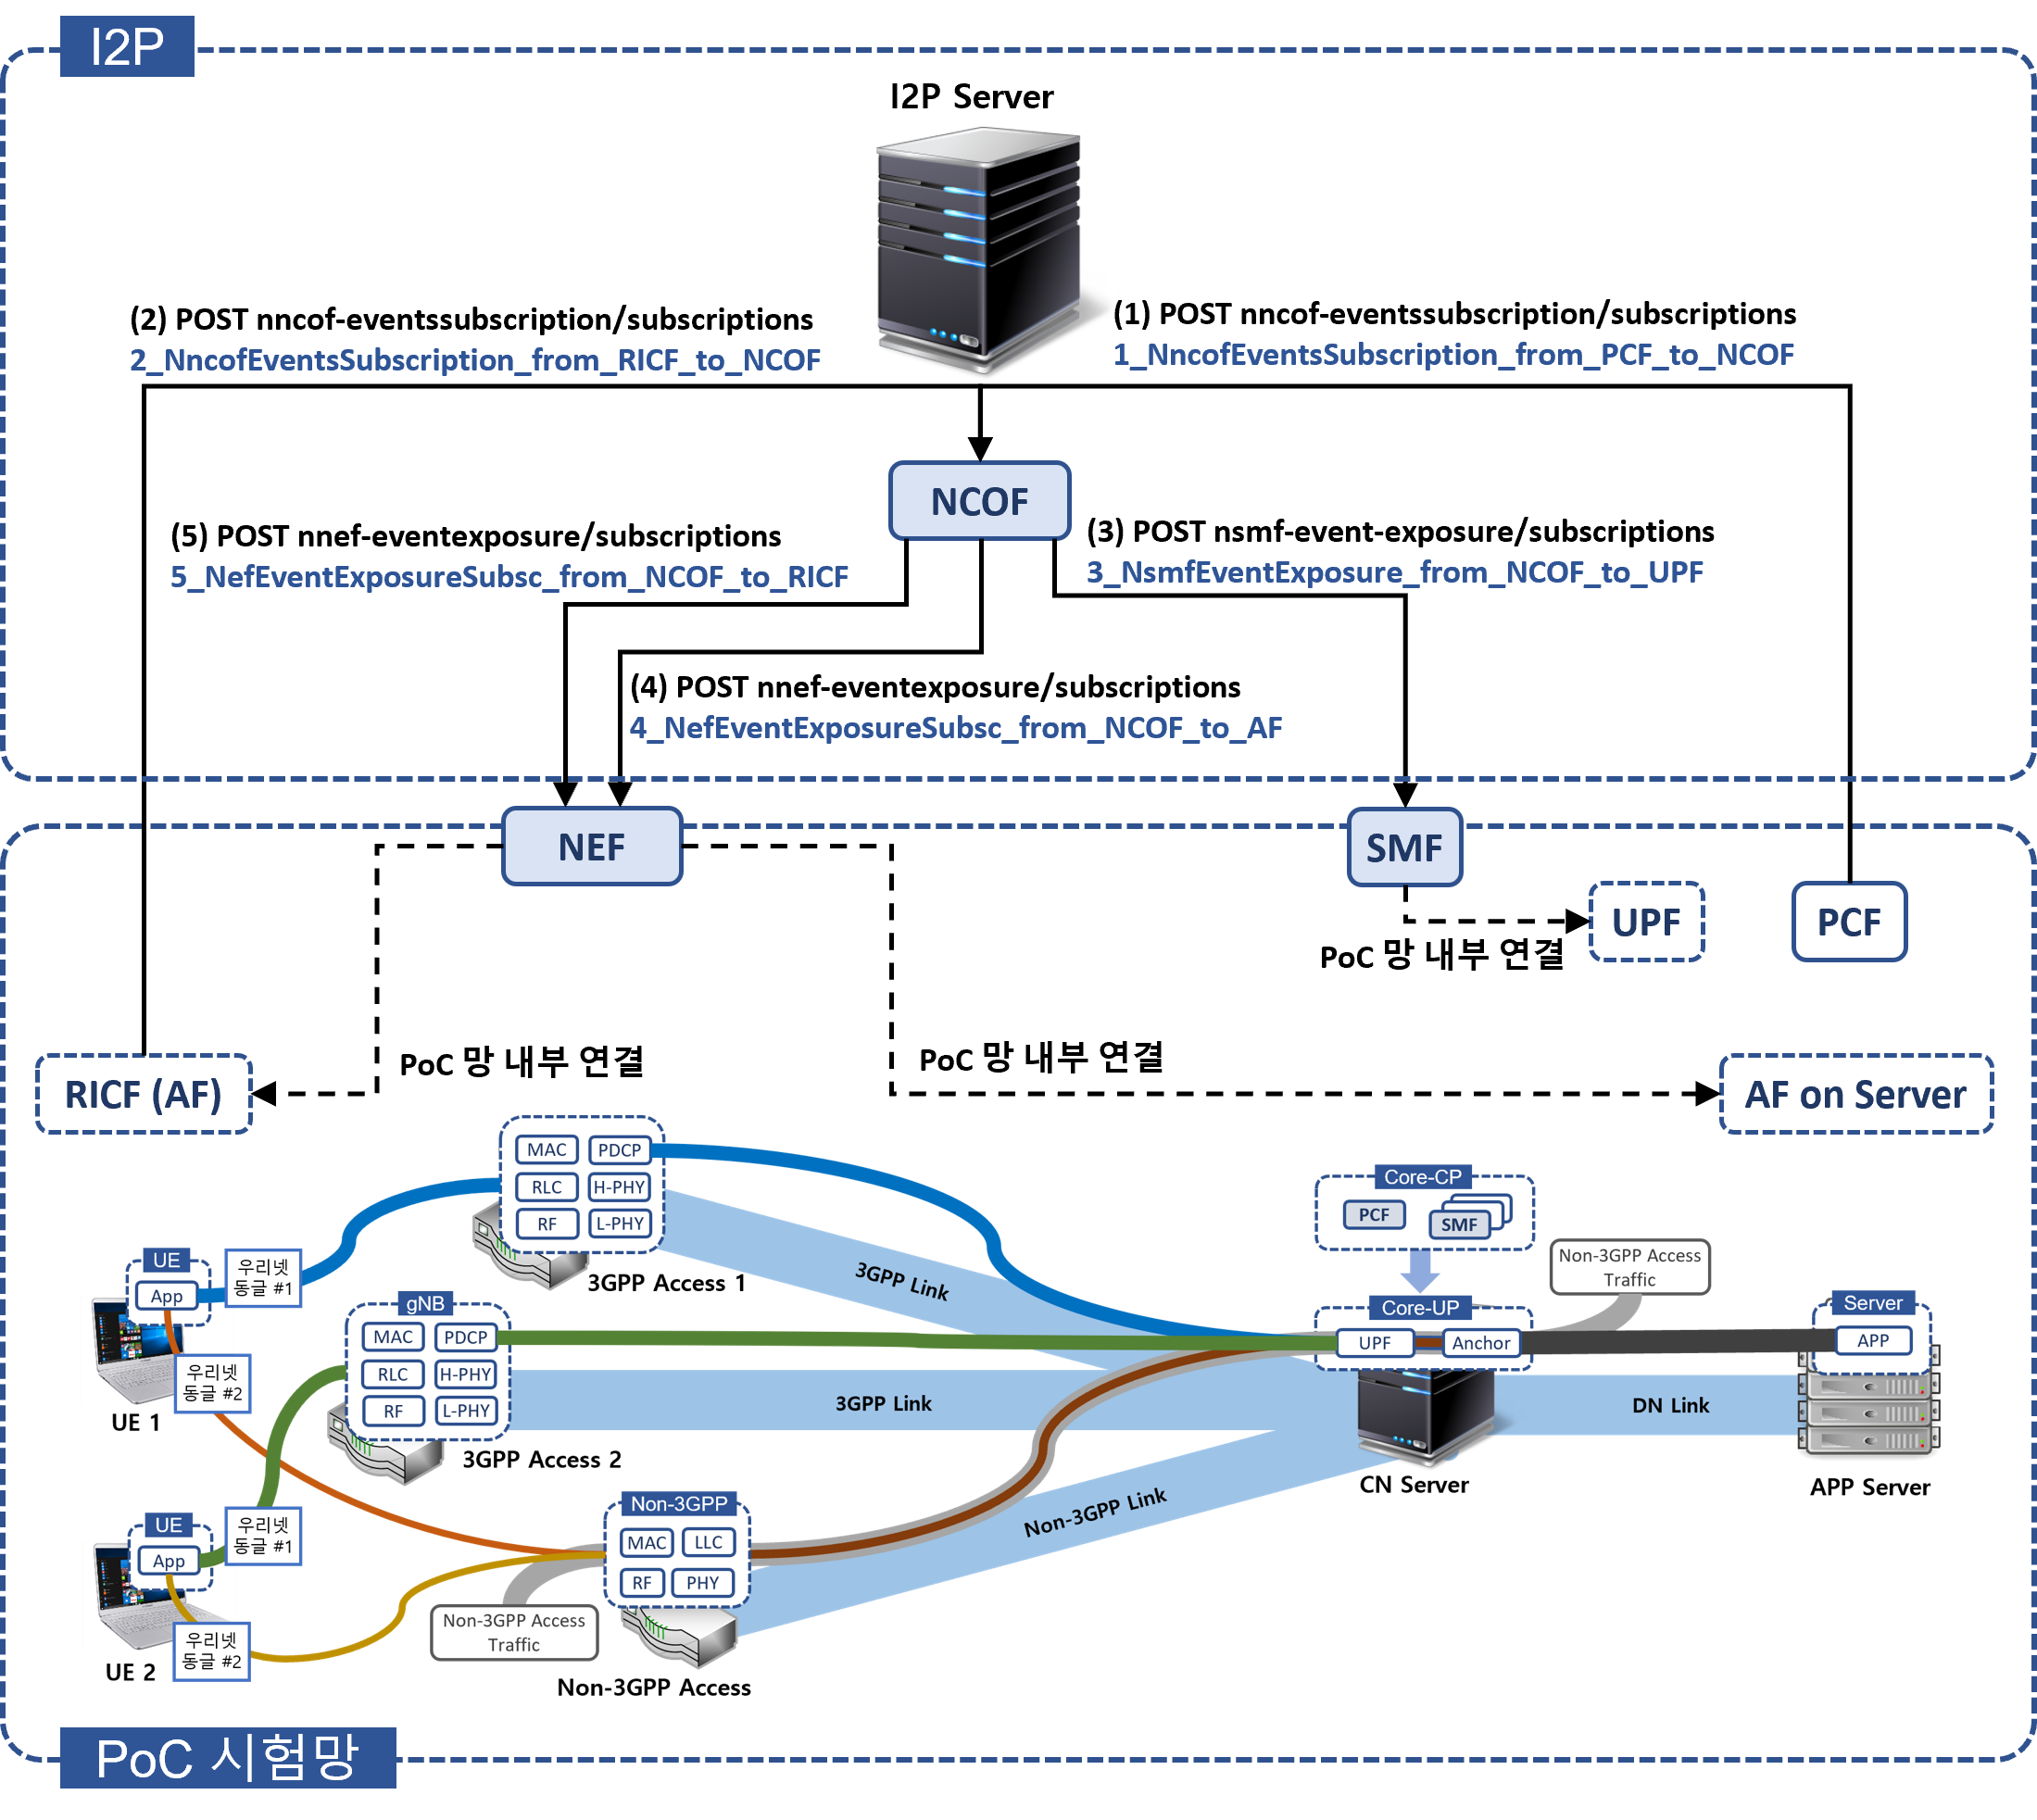 I2P
I2P Server
(2) POST nncof-eventssubscription/subscriptions
2_NncofEventsSubscription_from_RICF_to_NCOF
(1) POST nncof-eventssubscription/subscriptions
1_NncofEventsSubscription_from_PCF_to_NCOF
NCOF
(5) POST nnef-eventexposure/subscriptions
5_NefEventExposureSubsc_from_NCOF_to_RICF
(3) POST nsmf-event-exposure/subscriptions
3_NsmfEventExposure_from_NCOF_to_UPF
(4) POST nnef-eventexposure/subscriptions
4_NefEventExposureSubsc_from_NCOF_to_AF
NEF
SMF
UPF
PCF
PoC 망 내부 연결
PoC 망 내부 연결
PoC 망 내부 연결
RICF (AF)
AF on Server
MAC
PDCP
RLC
H-PHY
RF
L-PHY
3GPP Access 1
3GPP Link
Core-CP
PCF
SMF
Non-3GPP Access
Traffic
UE
App
우리넷
동글 #1
우리넷
동글 #2
UE 1
gNB
MAC
PDCP
RLC
H-PHY
RF
L-PHY
3GPP Access 2
3GPP Link
Core-UP
UPF
Anchor
CN Server
DN Link
Server
APP
APP Server
UE
App
우리넷
동글 #1
우리넷
동글 #2
UE 2
Non-3GPP
MAC
LLC
RF
PHY
Non-3GPP Link
Non-3GPP Access
Traffic
Non-3GPP Access
PoC 시험망